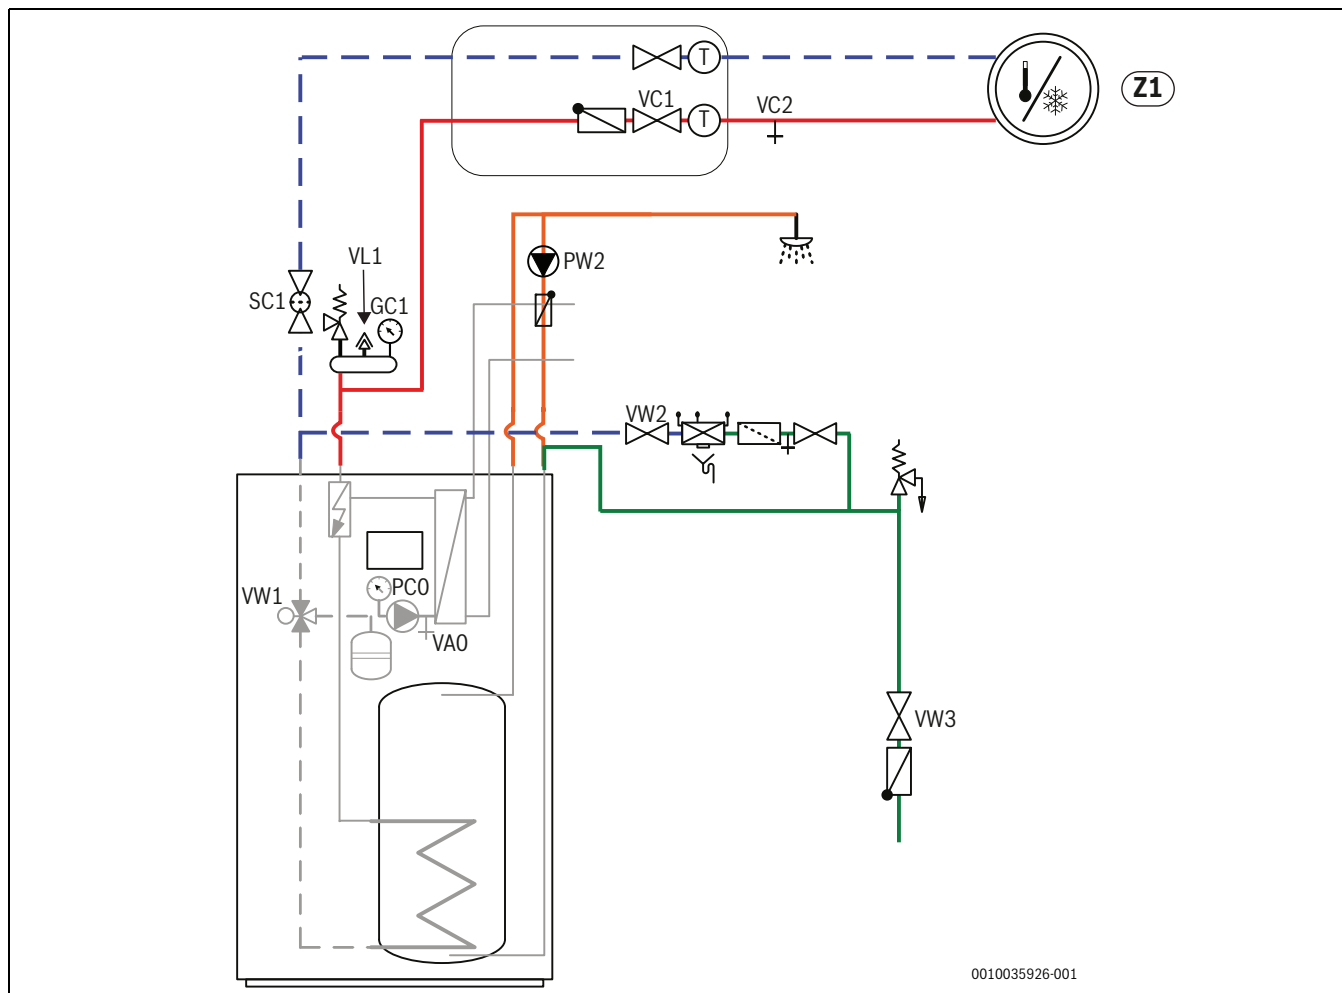 T
VC1
T
VC2
Z1
VL1
PW2
SC1
GC1
VW2
PC0
VW1
VA0
VW3
0010035926-001